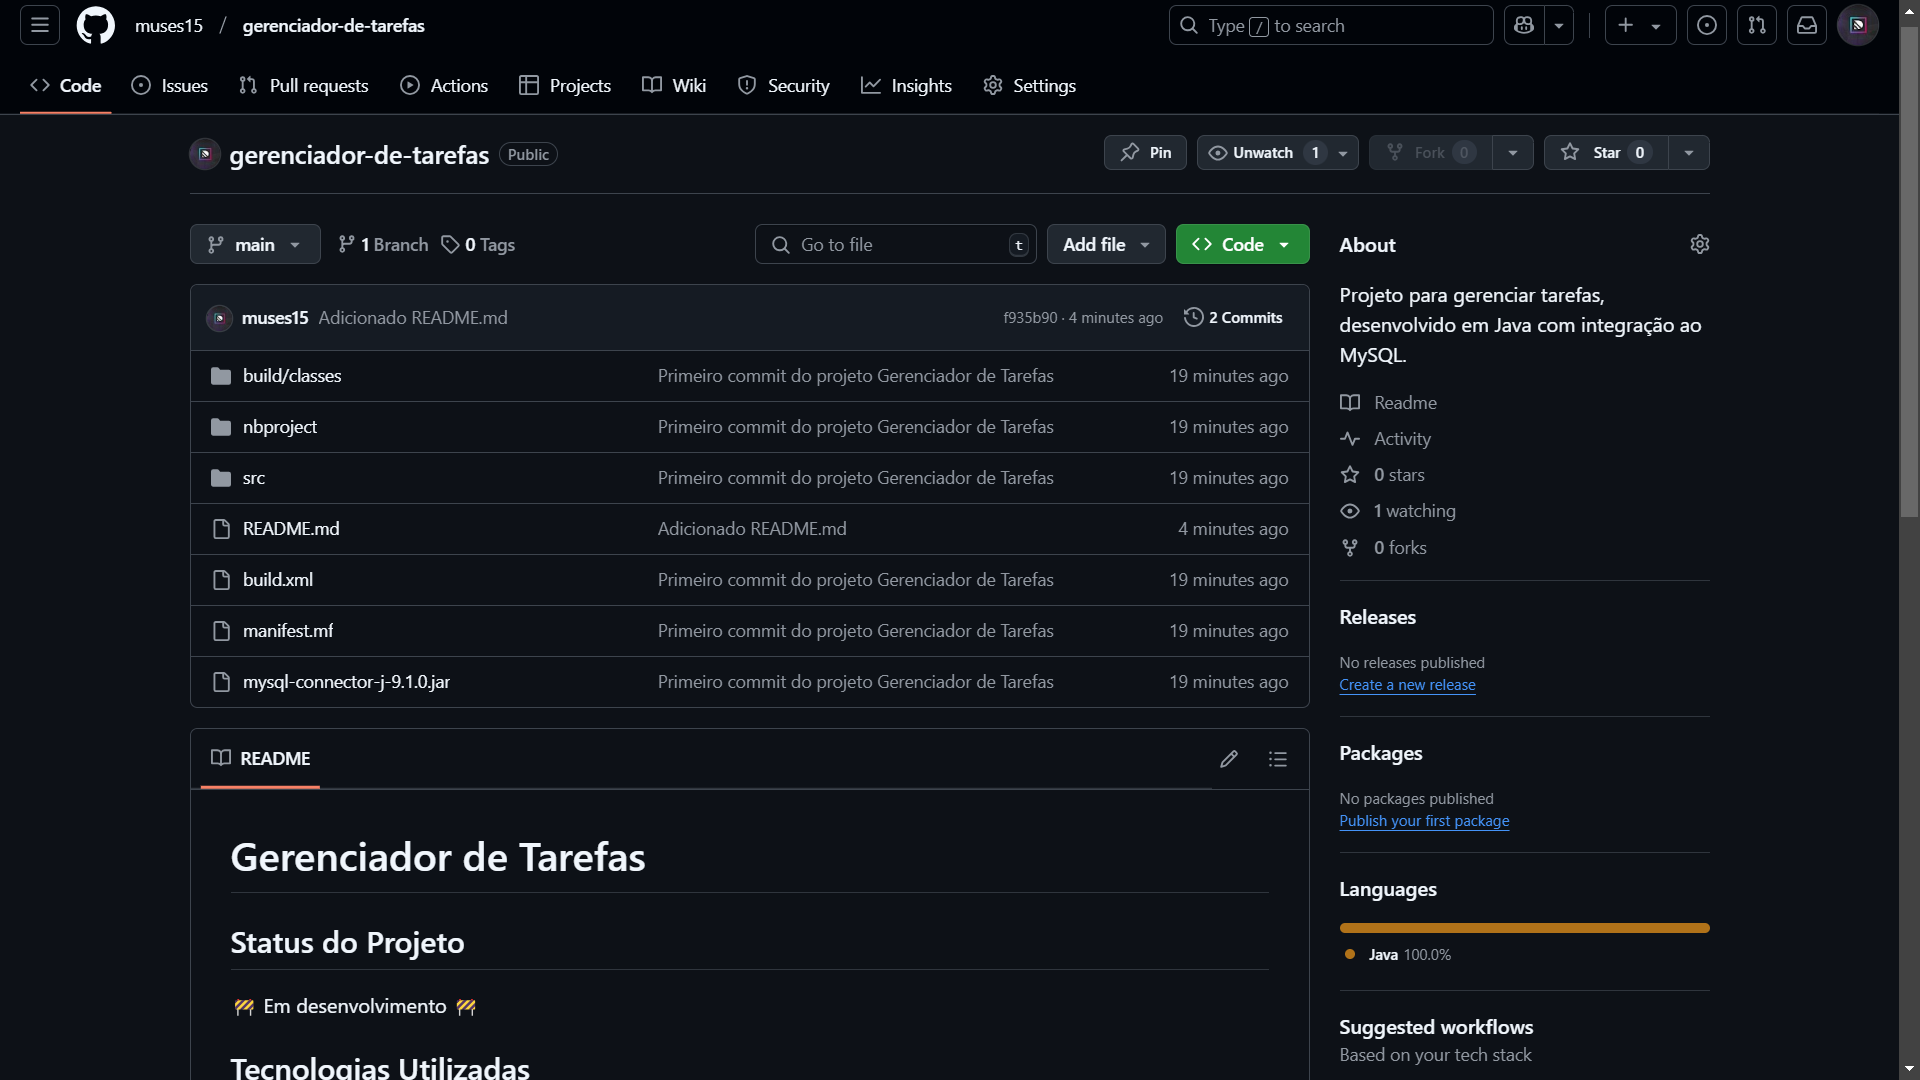 muses15 / gerenciador-de-tarefas
Type / to search
Code Issues Pull requests Actions Projects Wiki Security Insights Settings
gerenciador-de-tarefas Public
Pin Unwatch 1 Fork 0 Star 0
main 1 Branch 0 Tags Go to file t Add file Code
muses15 Adicionado README.md f935b90 · 4 minutes ago 2 Commits
build/classes Primeiro commit do projeto Gerenciador de Tarefas 19 minutes ago
nbproject Primeiro commit do projeto Gerenciador de Tarefas 19 minutes ago
src Primeiro commit do projeto Gerenciador de Tarefas 19 minutes ago
README.md Adicionado README.md 4 minutes ago
build.xml Primeiro commit do projeto Gerenciador de Tarefas 19 minutes ago
manifest.mf Primeiro commit do projeto Gerenciador de Tarefas 19 minutes ago
mysql-connector-j-9.1.0.jar Primeiro commit do projeto Gerenciador de Tarefas 19 minutes ago
README
Gerenciador de Tarefas
Status do Projeto
🚧 Em desenvolvimento 🚧
Tecnologias Utilizadas
About
Projeto para gerenciar tarefas,
desenvolvido em Java com integração ao
MySQL.
Readme
Activity
0 stars
1 watching
0 forks
Releases
No releases published
Create a new release
Packages
No packages published
Publish your first package
Languages
Java 100.0%
Suggested workflows
Based on your tech stack